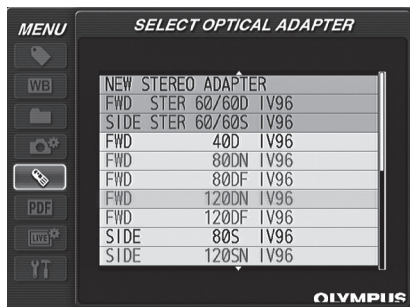 MENU
SELECT OPTICAL ADAPTER
WB
NEW STEREO ADAPTER
FWD STER 60/60D IV96
SIDE STER 60/60S IV96
FWD 40D IV96
FWD 80DN IV96
FWD 80DF IV96
FWD 120DN IV96
PDF
FWD 120DF IV96
LIVE
SIDE 80S IV96
SIDE 120SN IV96
OLYMPUS